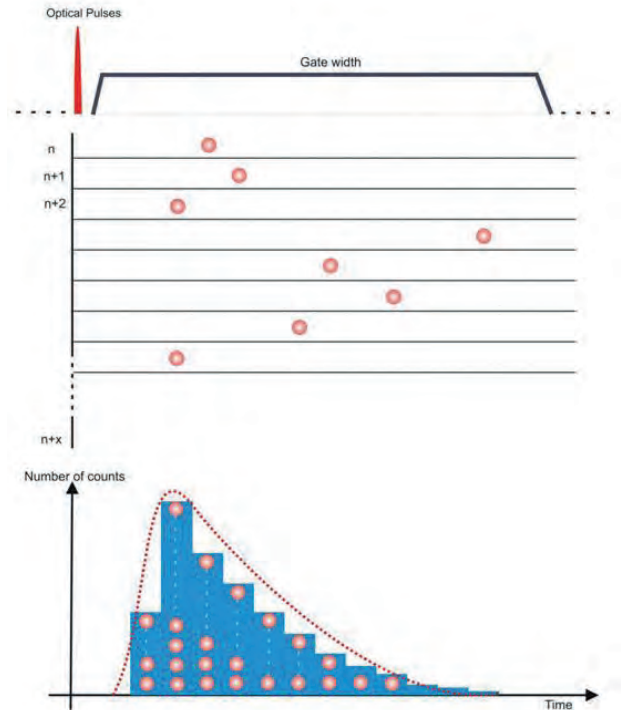 Optical Pulses
Gate width
n
n+1
n+2
n+x
Number of counts
Time